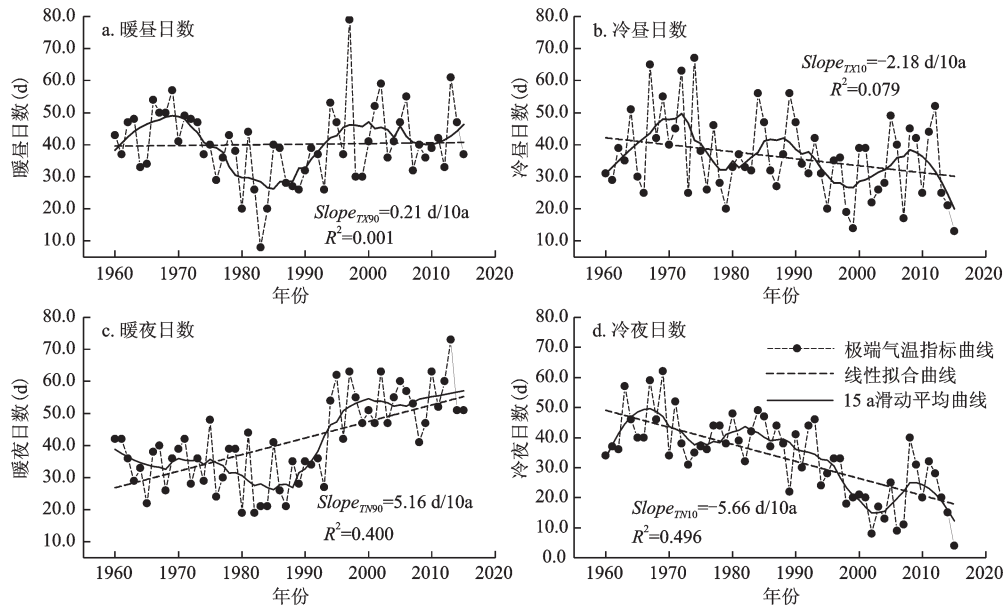 a. 暖昼日数
80.0
70.0
60.0
50.0
40.0
30.0
20.0
10.0
暖昼日数(d)
Slope_TX90=0.21 d/10a
R²=0.001
1960 1970 1980 1990 2000 2010 2020
年份
b. 冷昼日数
80.0
70.0
60.0
50.0
40.0
30.0
20.0
10.0
冷昼日数(d)
Slope_TX10=−2.18 d/10a
R²=0.079
1960 1970 1980 1990 2000 2010 2020
年份
c. 暖夜日数
80.0
70.0
60.0
50.0
40.0
30.0
20.0
10.0
暖夜日数(d)
Slope_TN90=5.16 d/10a
R²=0.400
1960 1970 1980 1990 2000 2010 2020
年份
d. 冷夜日数
80.0
70.0
60.0
50.0
40.0
30.0
20.0
10.0
0.0
冷夜日数(d)
极端气温指标曲线
线性拟合曲线
15 a滑动平均曲线
Slope_TN10=−5.66 d/10a
R²=0.496
1960 1970 1980 1990 2000 2010 2020
年份